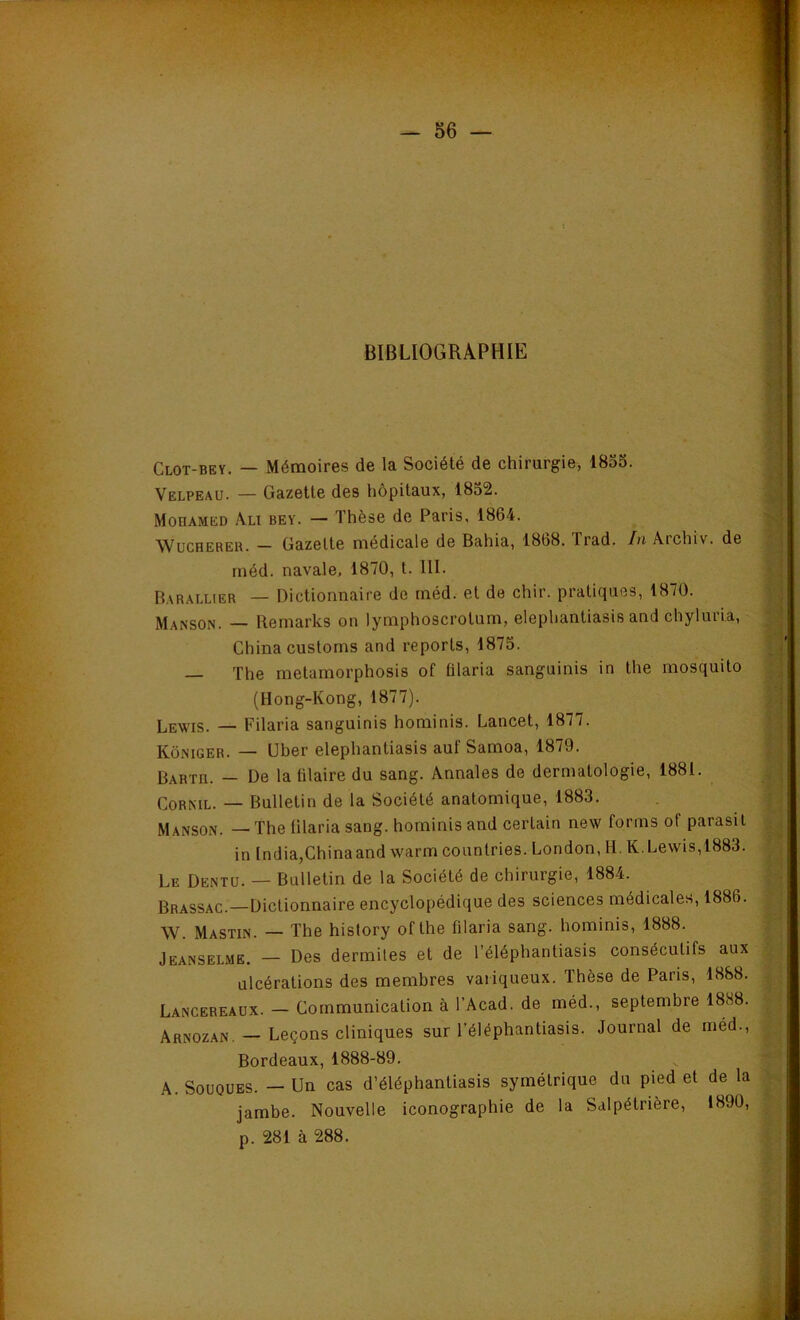 — 56 —
BIBLIOGRAPHIE
Clot-bey. — Mémoires de la Société de chirurgie, 1855.
Velpeau. — Gazette des hôpitaux, 1852.
Mohamed Ali bey. — Thèse de Paris, 1864.
Wucherer. — Gazette médicale de Bahia, 1868. Trad. In Archiv. de
méd. navale, 1870, t. III.
Barallier — Dictionnaire de méd. et de chir. pratiques, 1870.
Manson. — Remarks on lymphoscrotum, elephantiasis and chyluria,
China customs and reports, 1875.
— The metamorphosis of filaria sanguinis in the mosquito
(Hong-Kong, 1877).
Lewis. — Filaria sanguinis hominis. Lancet, 1877.
Königer. — Uber elephantiasis auf Samoa, 1879.
Barth. — De la filaire du sang. Annales de dermatologie, 1881.
Cornil. — Bulletin de la Société anatomique, 1883.
Manson. — The filaria sang. hominis and certain new forms of parasit
in India, China and warm countries. London, H. K. Lewis, 1883.
Le Dentu. — Bulletin de la Société de chirurgie, 1884.
Brassac. — Dictionnaire encyclopédique des sciences médicales, 1886.
W. Mastin. — The history of the filaria sang. hominis, 1888.
Jeanselme. — Des dermites et de l'éléphantiasis consécutifs aux
ulcérations des membres variqueux. Thèse de Paris, 1888.
Lancereaux. — Communication à l'Acad. de méd., septembre 1888.
Arnozan. — Leçons cliniques sur l'éléphantiasis. Journal de méd.,
Bordeaux, 1888-89.
A. Souques. — Un cas d'éléphantiasis symétrique du pied et de la
jambe. Nouvelle iconographie de la Salpétrière, 1890,
p. 281 à 288.